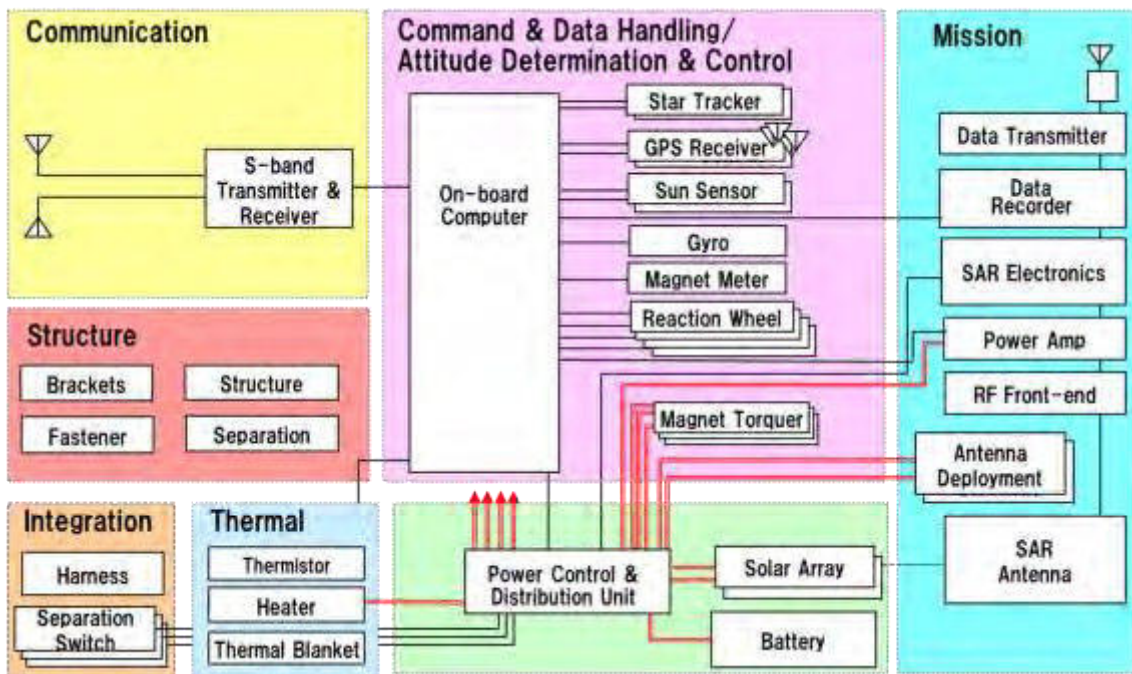 Communication
S-band
Transmitter &
Receiver
Command & Data Handling/
Attitude Determination & Control
On-board
Computer
Star Tracker
GPS Receiver
Sun Sensor
Gyro
Magnet Meter
Reaction Wheel
Magnet Torquer
Mission
Data Transmitter
Data
Recorder
SAR Electronics
Power Amp
RF Front-end
Antenna
Deployment
SAR
Antenna
Structure
Brackets
Structure
Fastener
Separation
Integration
Harness
Separation
Switch
Thermal
Thermistor
Heater
Thermal Blanket
Power Control &
Distribution Unit
Solar Array
Battery